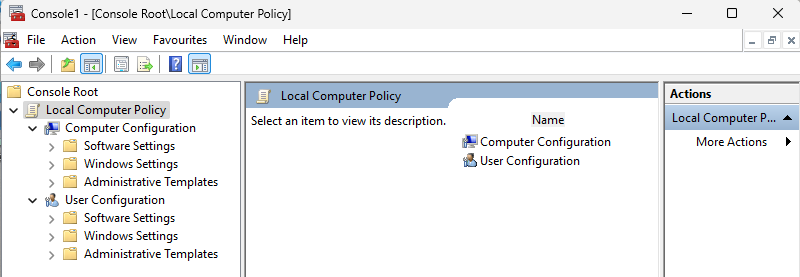 Console1 - [Console Root\Local Computer Policy]
File Action View Favourites Window Help
Console Root
Local Computer Policy
Computer Configuration
Software Settings
Windows Settings
Administrative Templates
User Configuration
Software Settings
Windows Settings
Administrative Templates
Local Computer Policy
Select an item to view its description.
Name
Computer Configuration
User Configuration
Actions
Local Computer P...
More Actions